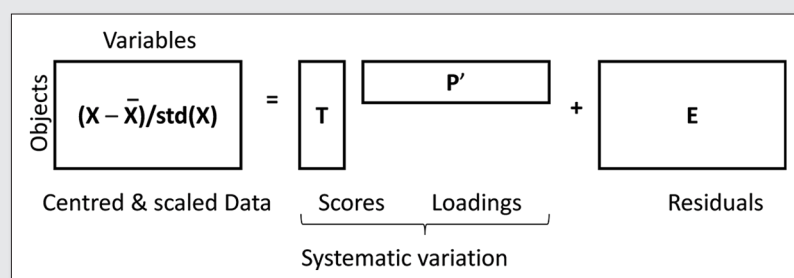 Variables
Objects
(X – X̄)/std(X)
=
T
P’
+
E
Centred & scaled Data
Scores
Loadings
Residuals
Systematic variation